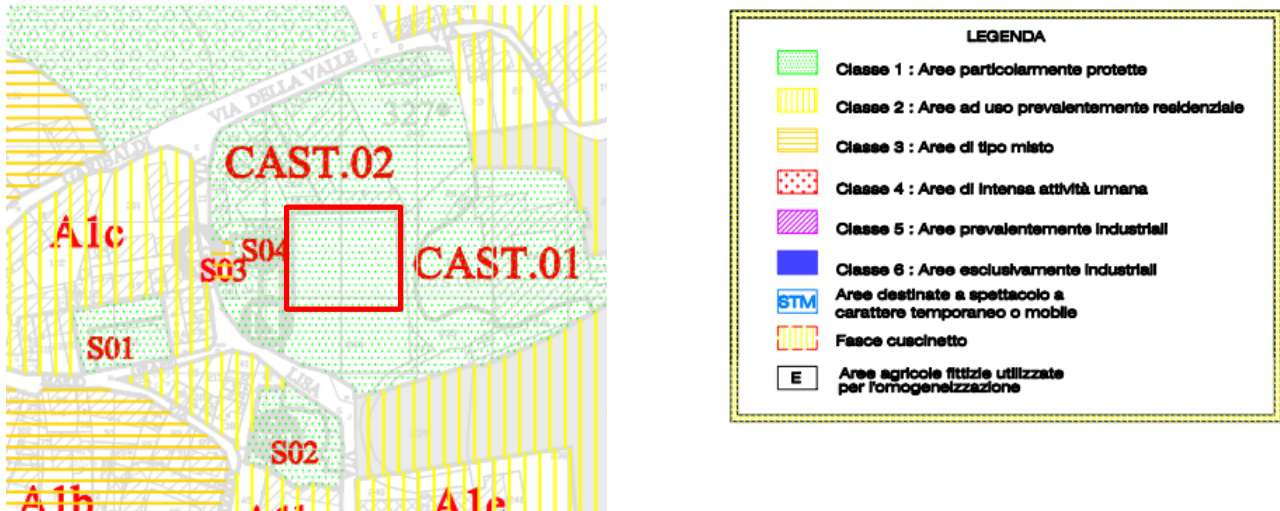 VIA DELLA VALLE
327
CAST.02
A1c
S04
S03
CAST.01
S01
LISA
S02
A1b
A1e
LEGENDA
Classe 1 : Aree particolarmente protette
Classe 2 : Aree ad uso prevalentemente residenziale
Classe 3 : Aree di tipo misto
Classe 4 : Aree di intensa attività umana
Classe 5 : Aree prevalentemente industriali
Classe 6 : Aree esclusivamente industriali
STM Aree destinate a spettacolo a
carattere temporaneo o mobile
Fasce cuscinetto
E Aree agricole fittizie utilizzate
per l'omogeneizzazione